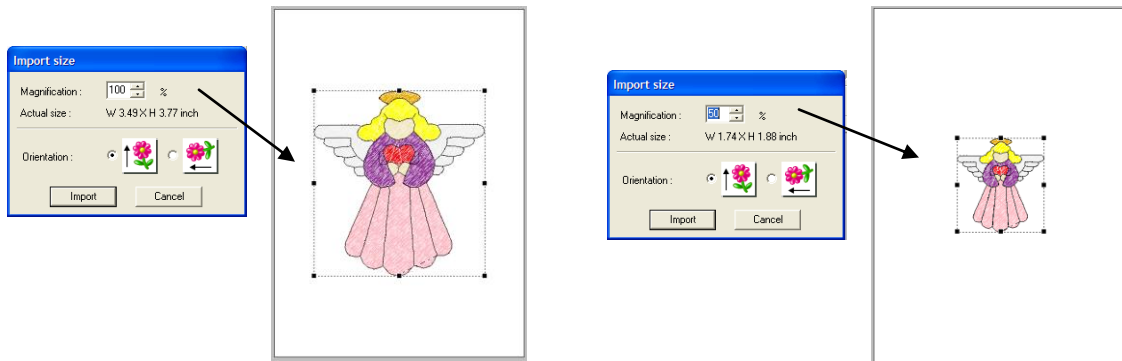 Import size
Magnification : 100 %
Actual size : W 3.49 X H 3.77 inch
Orientation :
Import Cancel
Import size
Magnification : 50 %
Actual size : W 1.74 X H 1.88 inch
Orientation :
Import Cancel